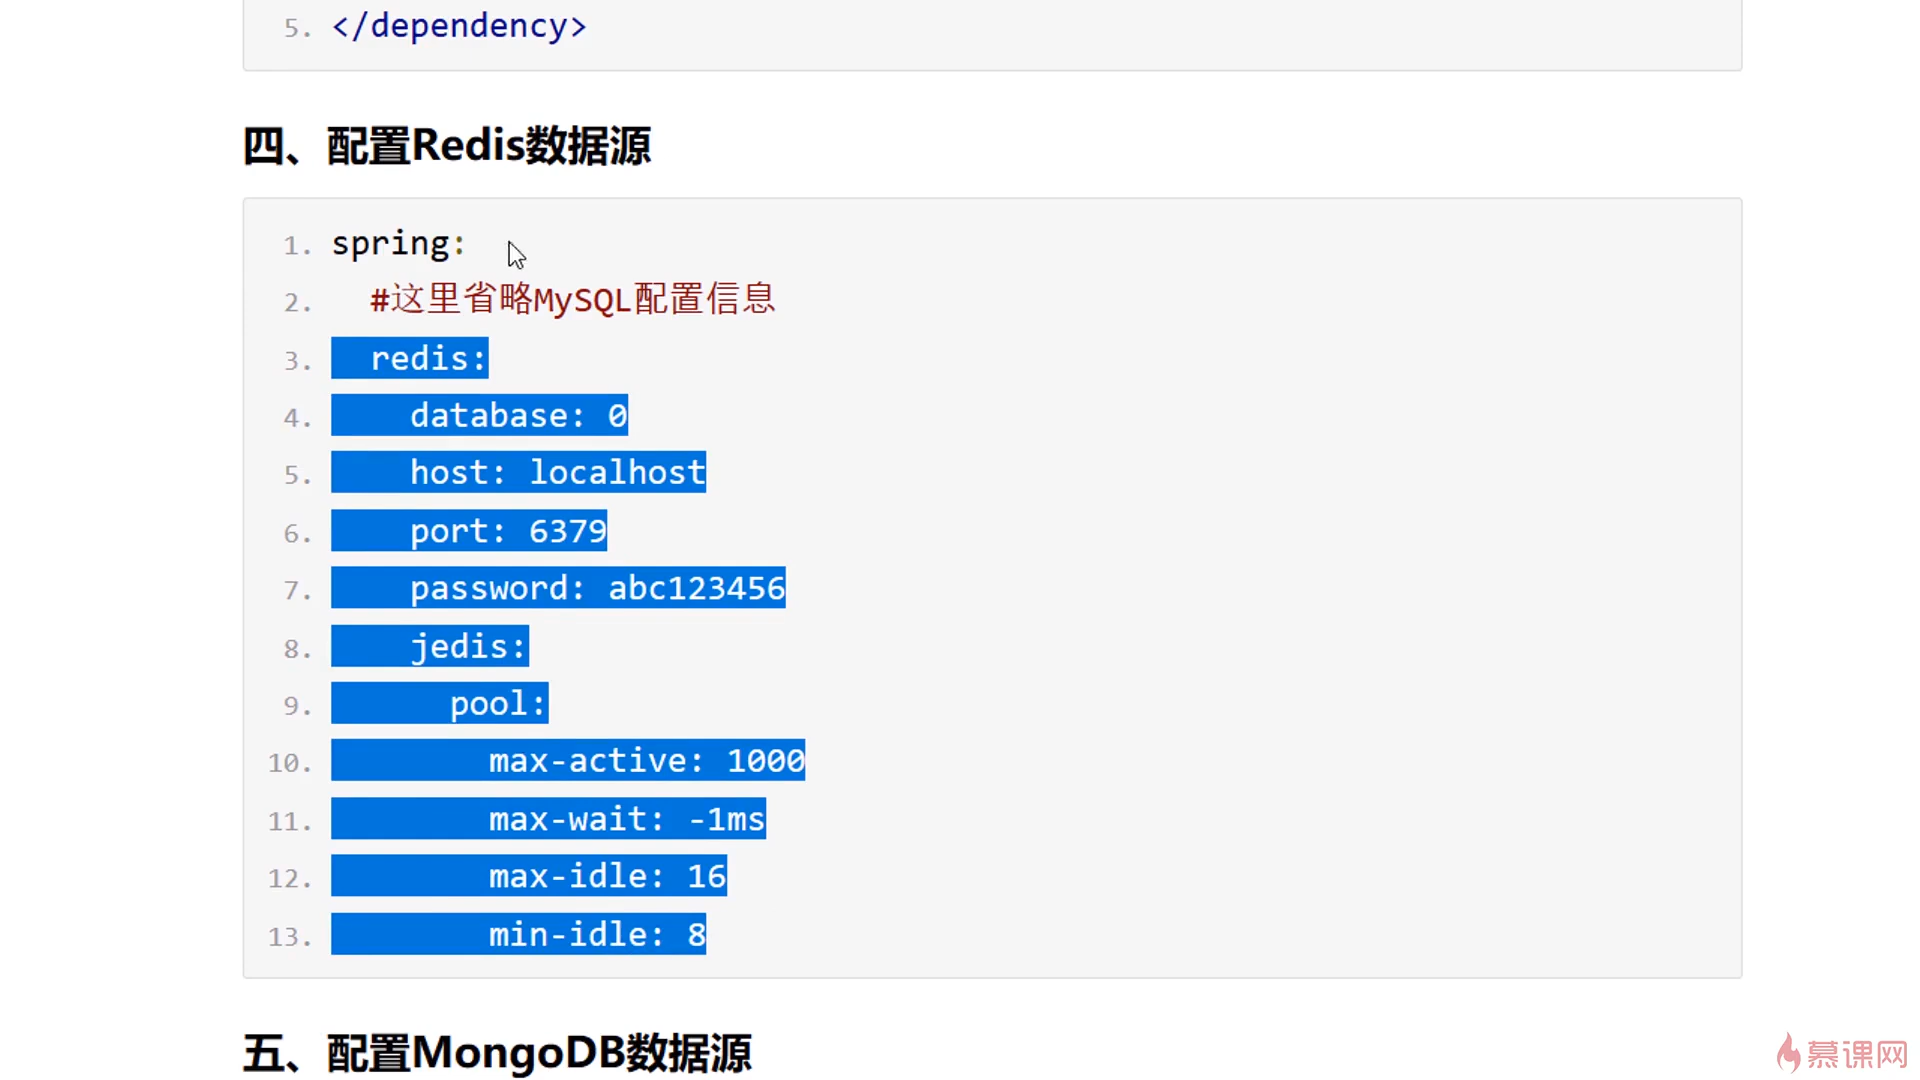 5. </dependency>
四、配置Redis数据源
1. spring:
2. #这里省略MySQL配置信息
3. redis:
4. database: 0
5. host: localhost
6. port: 6379
7. password: abc123456
8. jedis:
9. pool:
10. max-active: 1000
11. max-wait: -1ms
12. max-idle: 16
13. min-idle: 8
五、配置MongoDB数据源
慕课网